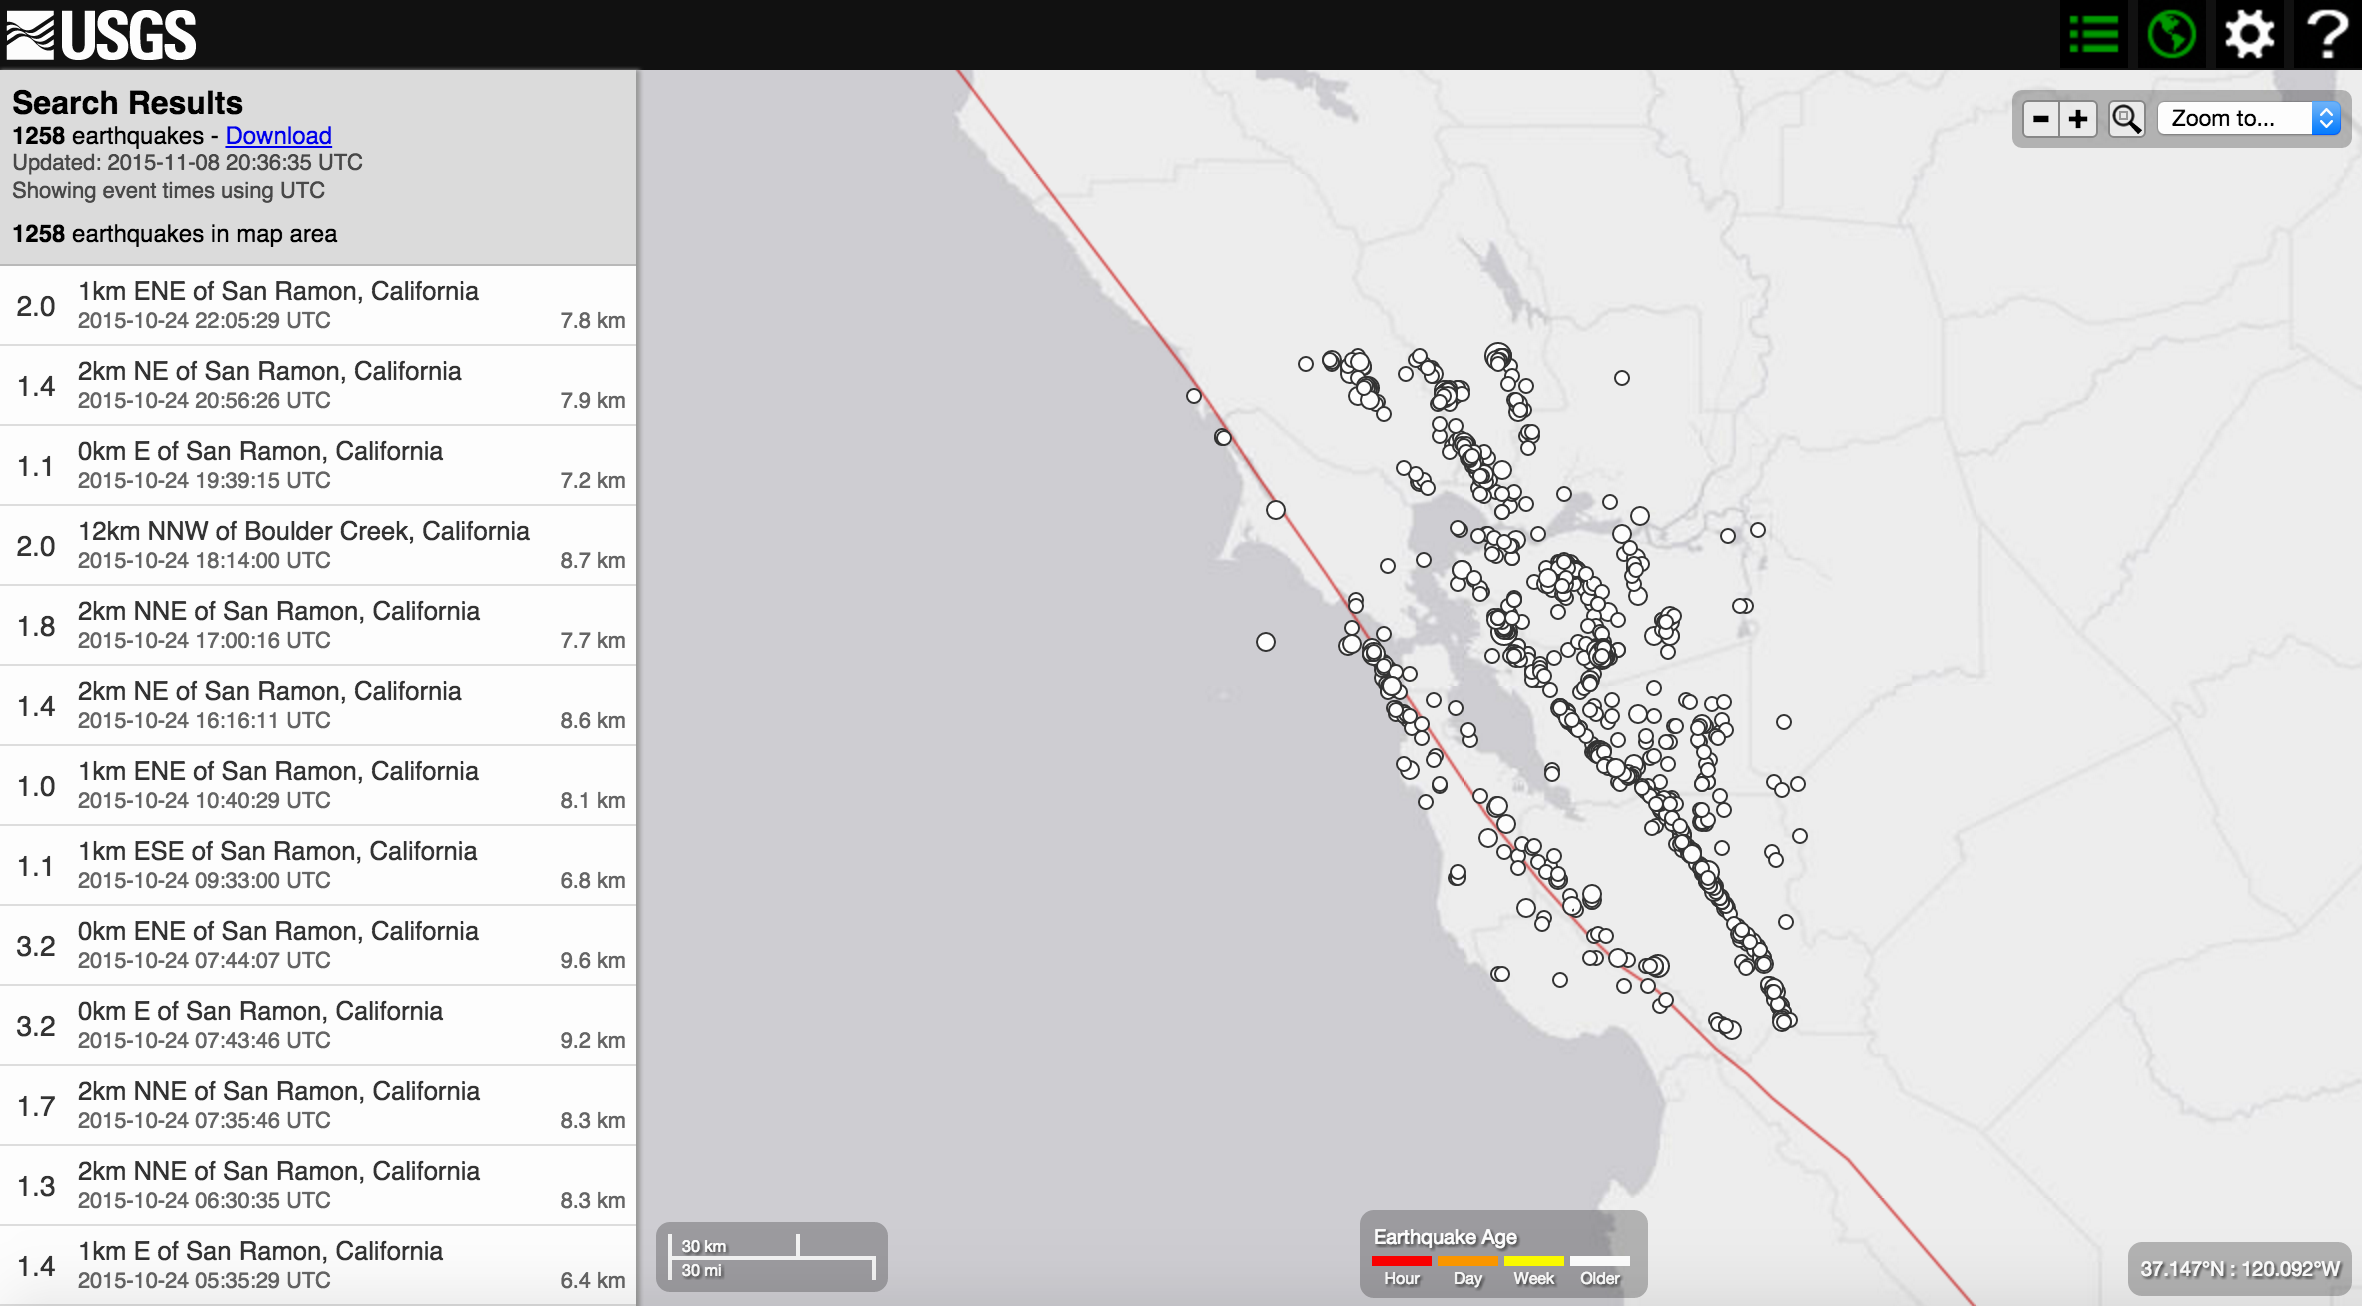 USGS
Search Results
1258 earthquakes - Download
Updated: 2015-11-08 20:36:35 UTC
Showing event times using UTC
1258 earthquakes in map area
2.0
1km ENE of San Ramon, California
2015-10-24 22:05:29 UTC
7.8 km
1.4
2km NE of San Ramon, California
2015-10-24 20:56:26 UTC
7.9 km
1.1
0km E of San Ramon, California
2015-10-24 19:39:15 UTC
7.2 km
2.0
12km NNW of Boulder Creek, California
2015-10-24 18:14:00 UTC
8.7 km
1.8
2km NNE of San Ramon, California
2015-10-24 17:00:16 UTC
7.7 km
1.4
2km NE of San Ramon, California
2015-10-24 16:16:11 UTC
8.6 km
1.0
1km ENE of San Ramon, California
2015-10-24 10:40:29 UTC
8.1 km
1.1
1km ESE of San Ramon, California
2015-10-24 09:33:00 UTC
6.8 km
3.2
0km ENE of San Ramon, California
2015-10-24 07:44:07 UTC
9.6 km
3.2
0km E of San Ramon, California
2015-10-24 07:43:46 UTC
9.2 km
1.7
2km NNE of San Ramon, California
2015-10-24 07:35:46 UTC
8.3 km
1.3
2km NNE of San Ramon, California
2015-10-24 06:30:35 UTC
8.3 km
1.4
1km E of San Ramon, California
2015-10-24 05:35:29 UTC
6.4 km
?
- +
Zoom to...
30 km
30 mi
Earthquake Age
Hour Day Week Older
37.147°N : 120.092°W